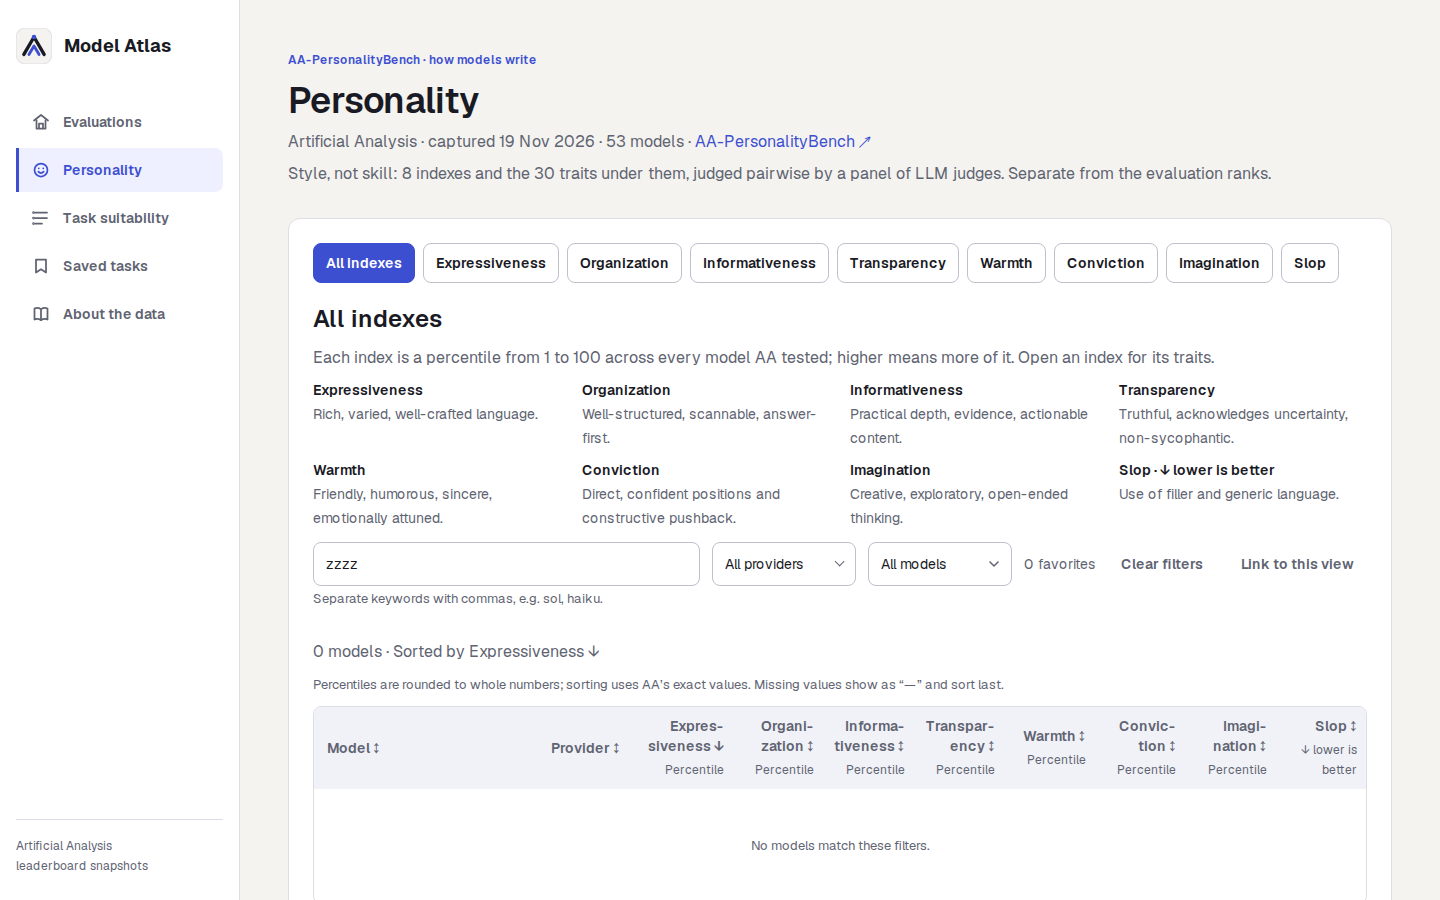 Model Atlas
Evaluations
Personality
Task suitability
Saved tasks
About the data
Artificial Analysis
leaderboard snapshots
AA-PersonalityBench · how models write
Personality
Artificial Analysis · captured 19 Nov 2026 · 53 models · AA-PersonalityBench ↗
Style, not skill: 8 indexes and the 30 traits under them, judged pairwise by a panel of LLM judges. Separate from the evaluation ranks.
All indexes Expressiveness Organization Informativeness Transparency Warmth Conviction Imagination Slop
All indexes
Each index is a percentile from 1 to 100 across every model AA tested; higher means more of it. Open an index for its traits.
Expressiveness
Rich, varied, well-crafted language.
Organization
Well-structured, scannable, answer-
first.
Informativeness
Practical depth, evidence, actionable
content.
Transparency
Truthful, acknowledges uncertainty,
non-sycophantic.
Warmth
Friendly, humorous, sincere,
emotionally attuned.
Conviction
Direct, confident positions and
constructive pushback.
Imagination
Creative, exploratory, open-ended
thinking.
Slop · ↓ lower is better
Use of filler and generic language.
zzzz All providers All models 0 favorites Clear filters Link to this view
Separate keywords with commas, e.g. sol, haiku.
0 models · Sorted by Expressiveness ↓
Percentiles are rounded to whole numbers; sorting uses AA's exact values. Missing values show as “—” and sort last.
Model ↕
Provider ↕
Expres-
siveness ↓
Percentile
Organi-
zation ↕
Percentile
Informa-
tiveness ↕
Percentile
Transpar-
ency ↕
Percentile
Warmth ↕
Percentile
Convic-
tion ↕
Percentile
Imagi-
nation ↕
Percentile
Slop ↕
↓ lower is
better
No models match these filters.